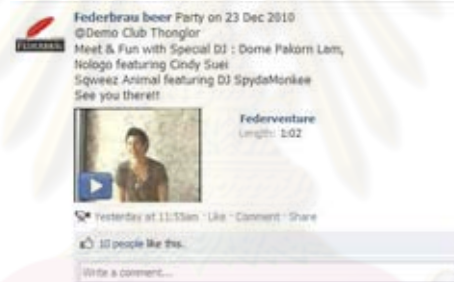 Federbrau beer Party on 23 Dec 2010
@Demo Club Thonglor
Meet & Fun with Special DJ : Dome Pakorn Lam,
Nologo featuring Cindy Suei
Sqweez Animal featuring DJ SpydaMonkee
See you there!!
FEDERBRÄU
Federventure
Length: 1:02
Yesterday at 11:55am · Like · Comment · Share
10 people like this.
Write a comment...